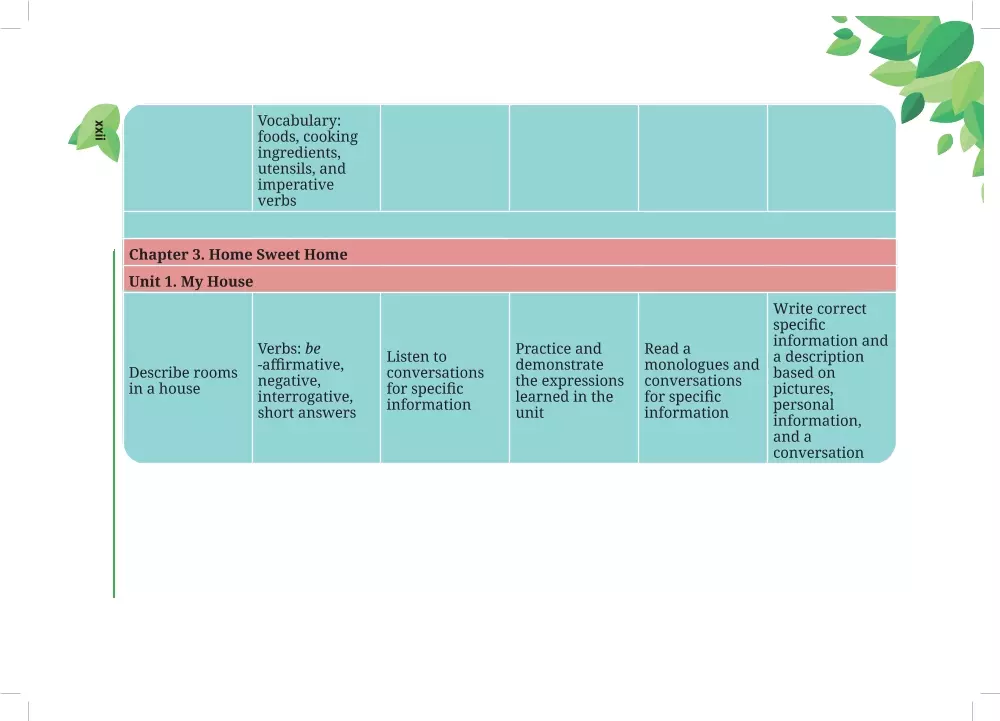 xxii
Vocabulary:
foods, cooking
ingredients,
utensils, and
imperative
verbs
Chapter 3. Home Sweet Home
Unit 1. My House
Describe rooms
in a house
Verbs: be
-affirmative,
negative,
interrogative,
short answers
Listen to
conversations
for specific
information
Practice and
demonstrate
the expressions
learned in the
unit
Read a
monologues and
conversations
for specific
information
Write correct
specific
information and
a description
based on
pictures,
personal
information,
and a
conversation